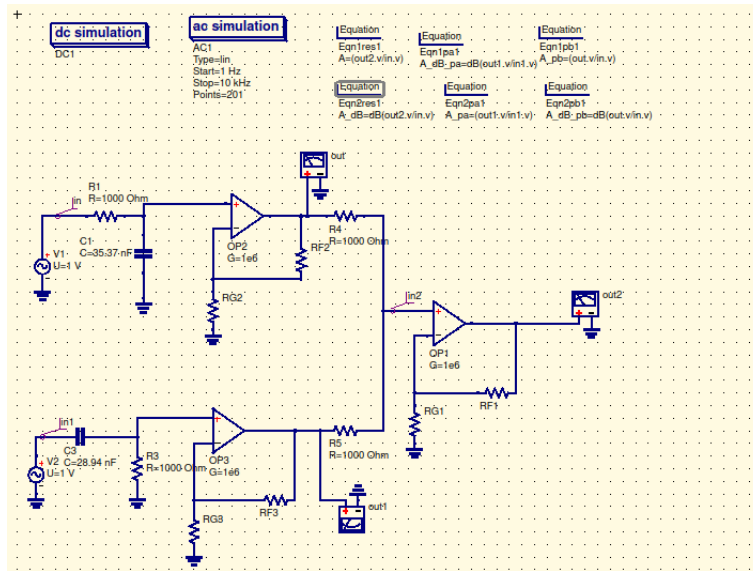 dc simulation
DC1
ac simulation
AC1
Type=lin
Start=1 Hz
Stop=10 kHz
Points=201
Equation
Eqn1res1
A=(out2.v/in.v)
Equation
Eqn1pa1
A_dB_pa=dB(out1.v/in1.v)
Equation
Eqn1pb1
A_pb=(out.v/in.v)
Equation
Eqn2res1
A_dB=dB(out2.v/in.v)
Equation
Eqn2pa1
A_pa=(out1.v/in1.v)
Equation
Eqn2pb1
A_dB_pb=dB(out.v/in.v)
out
in
R1
R=1000 Ohm
V1
U=1 V
C1
C=35.37 nF
OP2
G=1e6
RF2
RG2
R4
R=1000 Ohm
in2
OP1
G=1e6
out2
RF1
RG1
in1
V2
U=1 V
C3
C=28.94 nF
R3
R=1000 Ohm
OP3
G=1e6
RF3
RG3
R5
R=1000 Ohm
out1